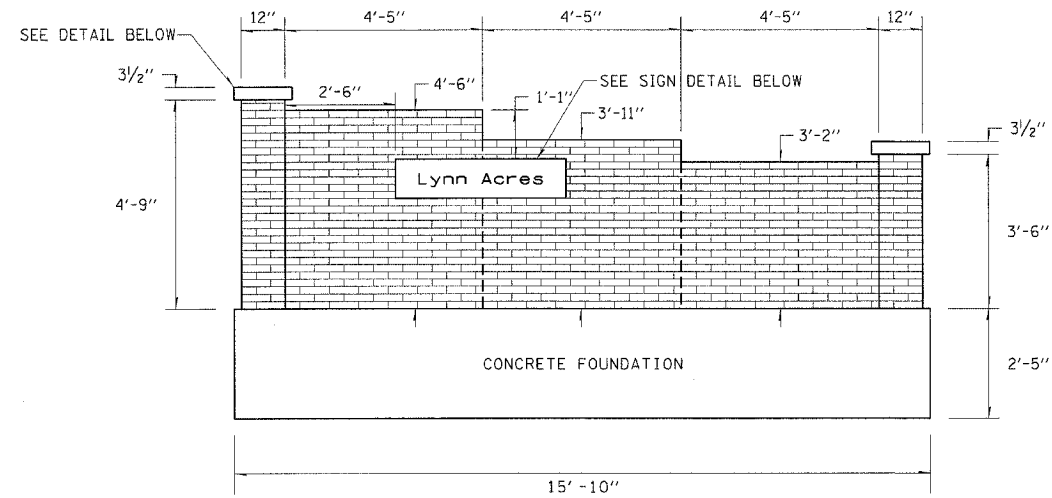 12" 4'-5" 4'-5" 4'-5" 12"
SEE DETAIL BELOW
3½" 2'-6" 4'-6" SEE SIGN DETAIL BELOW
1'-1" 3'-11" 3'-2" 3½"
Lynn Acres
4'-9" 3'-6"
CONCRETE FOUNDATION 2'-5"
15'-10"